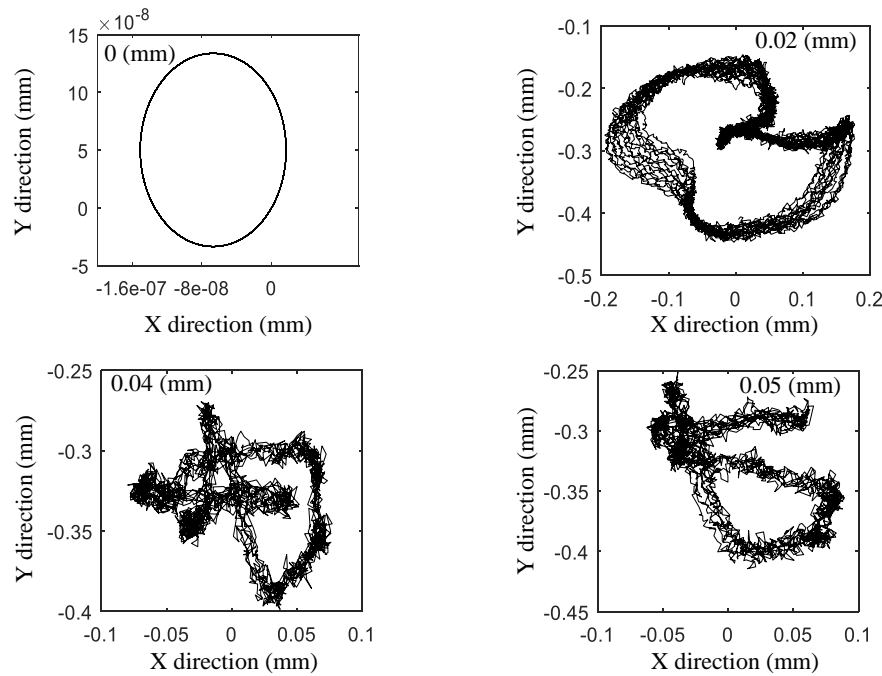 ×10⁻⁸
15
10
5
0
-5
-1.6e-07 -8e-08 0
X direction (mm)
Y direction (mm)
0 (mm)
-0.1
-0.2
-0.3
-0.4
-0.5
-0.2 -0.1 0 0.1 0.2
X direction (mm)
Y direction (mm)
0.02 (mm)
-0.25
-0.3
-0.35
-0.4
-0.1 -0.05 0 0.05 0.1
X direction (mm)
Y direction (mm)
0.04 (mm)
-0.25
-0.3
-0.35
-0.4
-0.45
-0.1 -0.05 0 0.05 0.1
X direction (mm)
Y direction (mm)
0.05 (mm)